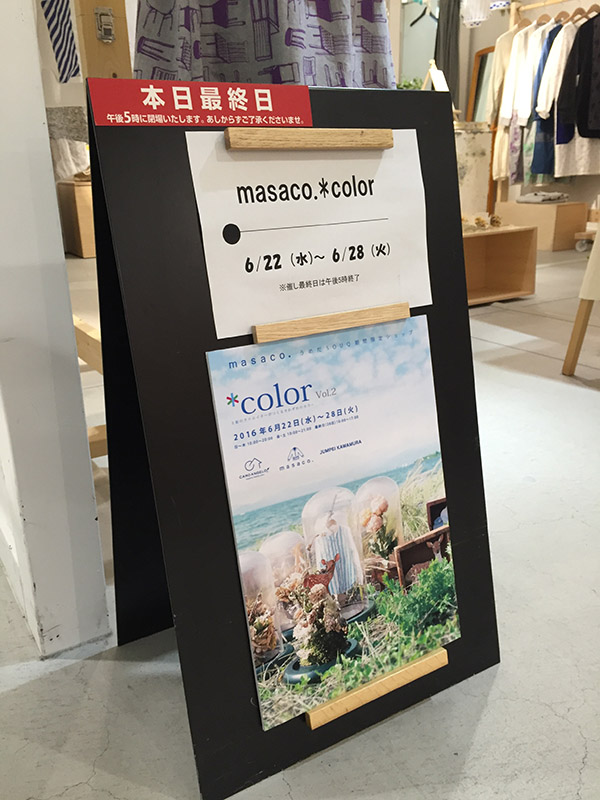 本日最終日
午後5時に閉場いたします。あしからずご了承くださいませ。
masaco.*color
6/22（水）〜 6/28（火）
※催し最終日は午後5時終了
masaco.
*color Vol.2
2016年6月22日(水)〜28日(火)
masaco.
JUMPEI KAWAMURA